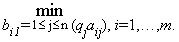 b_{i1} = \min_{1≤j≤n} (q_j a_{ij}), i=1,…,m.